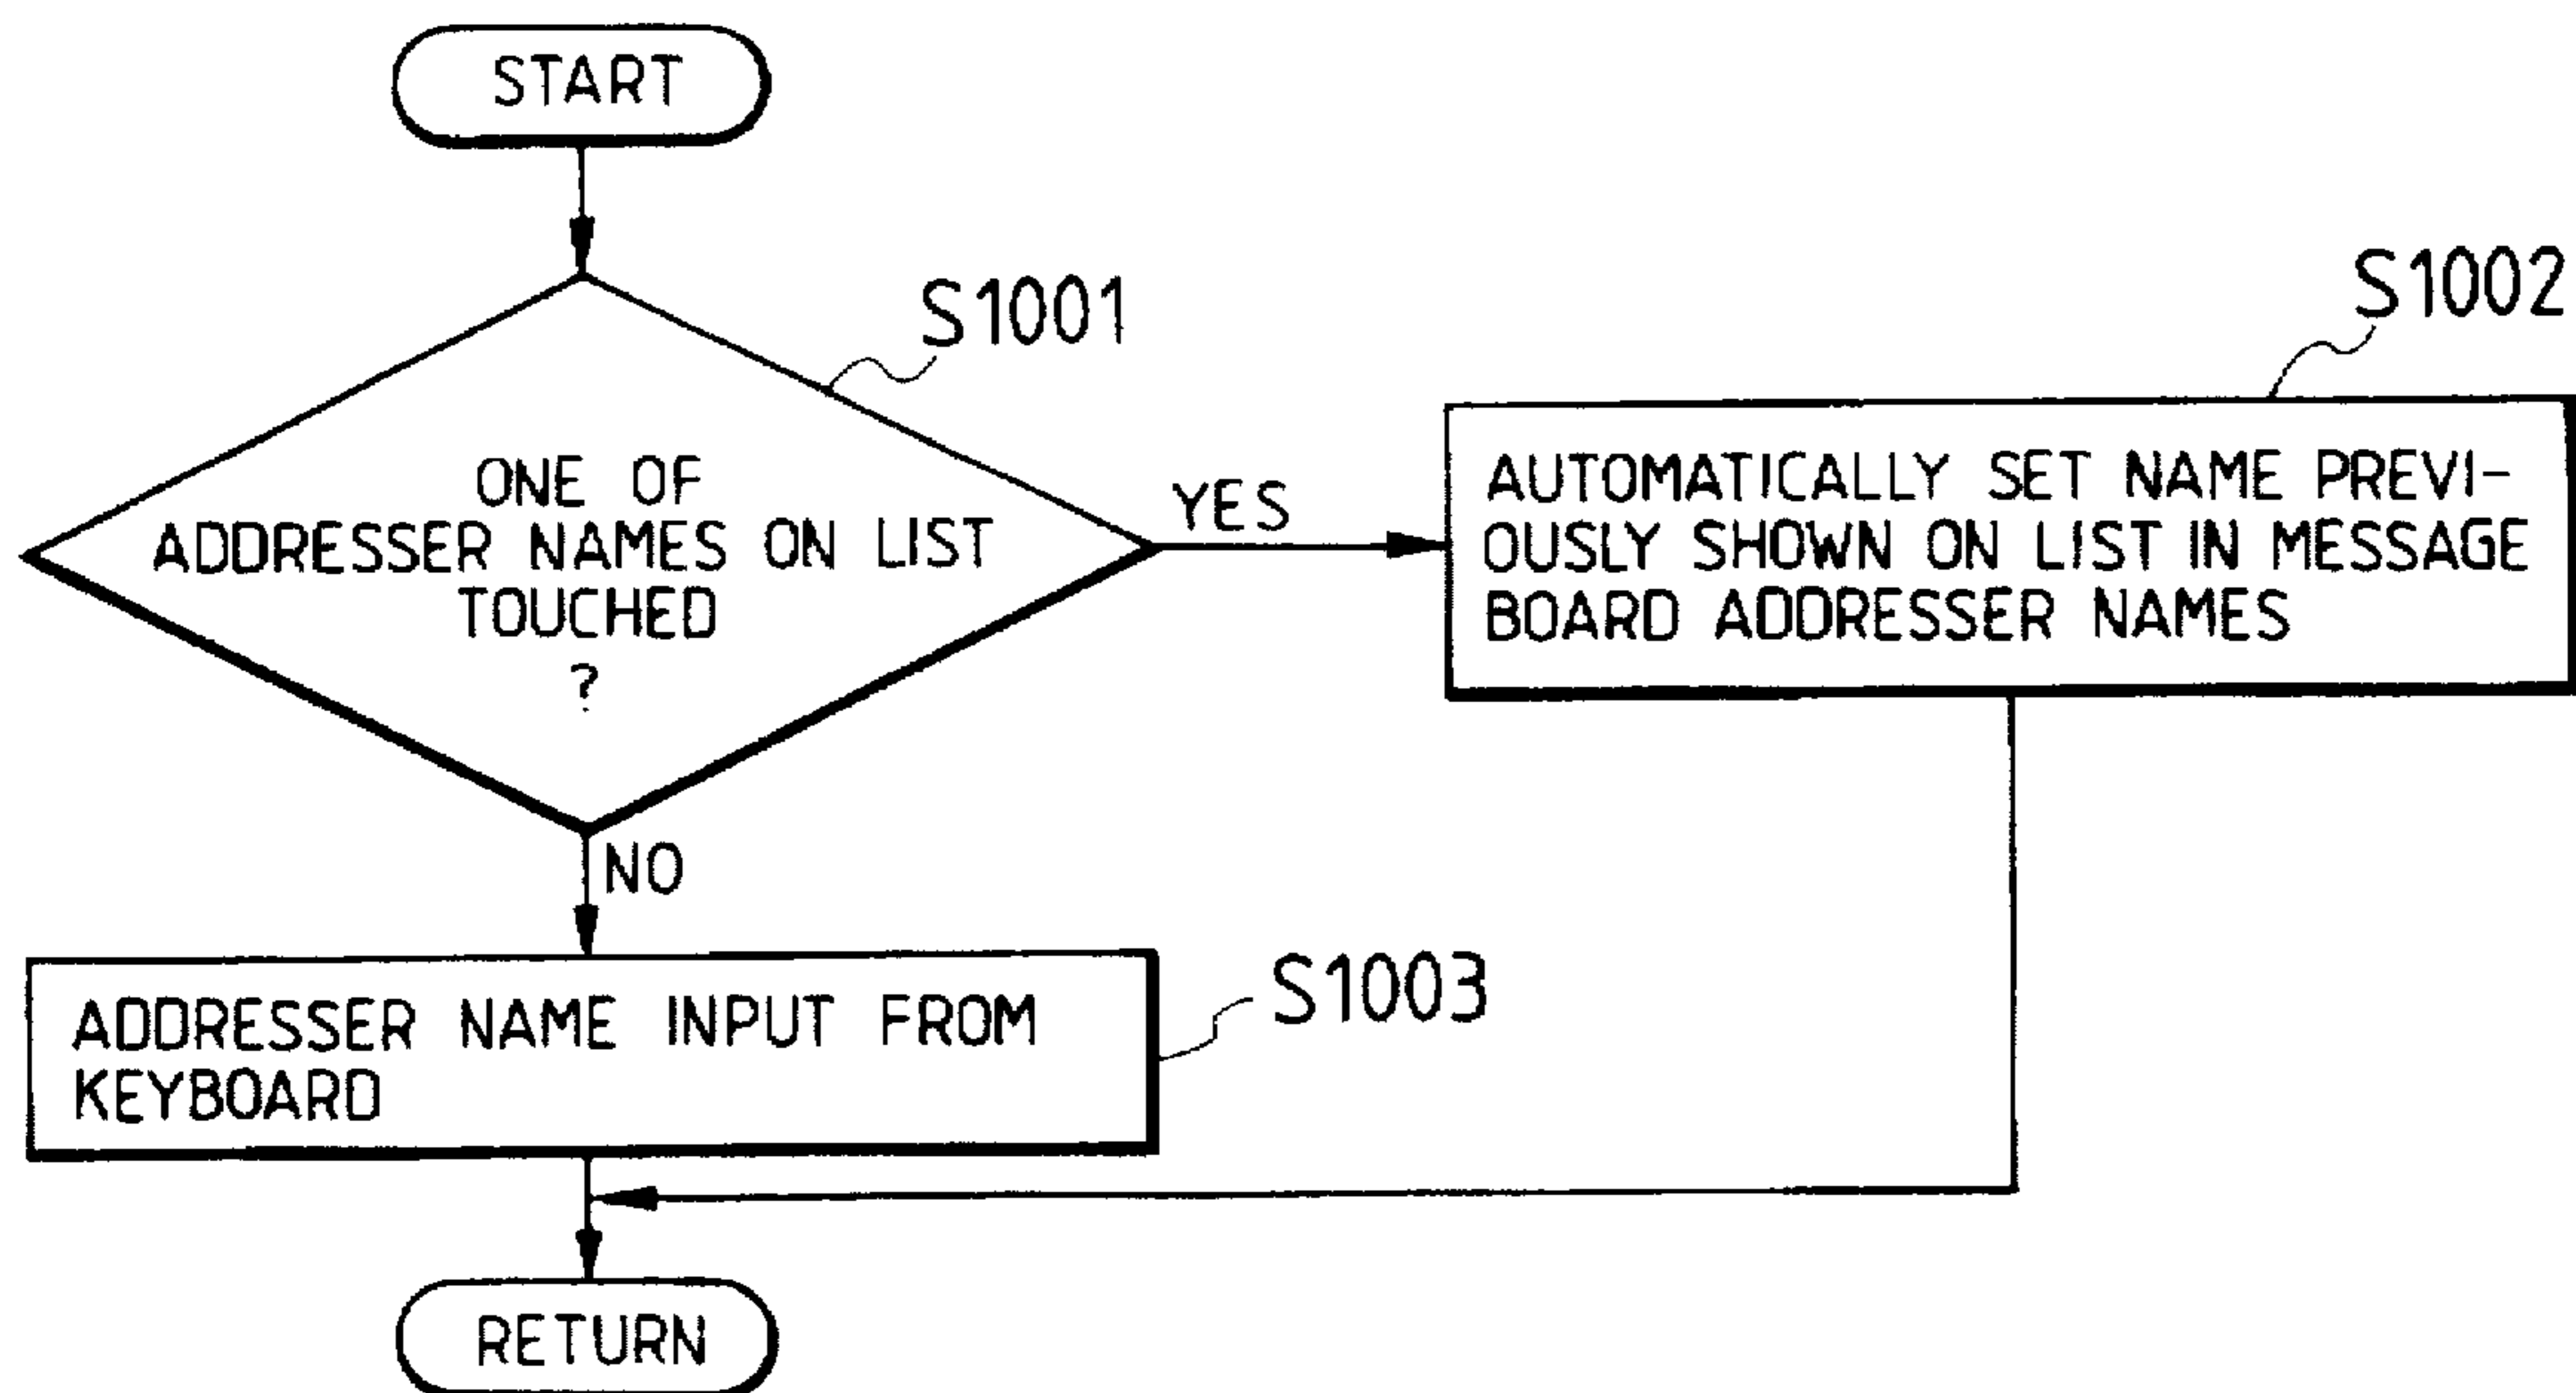 START
S1001
S1002
ONE OF
ADDRESSER NAMES ON LIST
TOUCHED
?
YES
AUTOMATICALLY SET NAME PREVI-
OUSLY SHOWN ON LIST IN MESSAGE
BOARD ADDRESSER NAMES
NO
ADDRESSER NAME INPUT FROM
KEYBOARD
S1003
RETURN